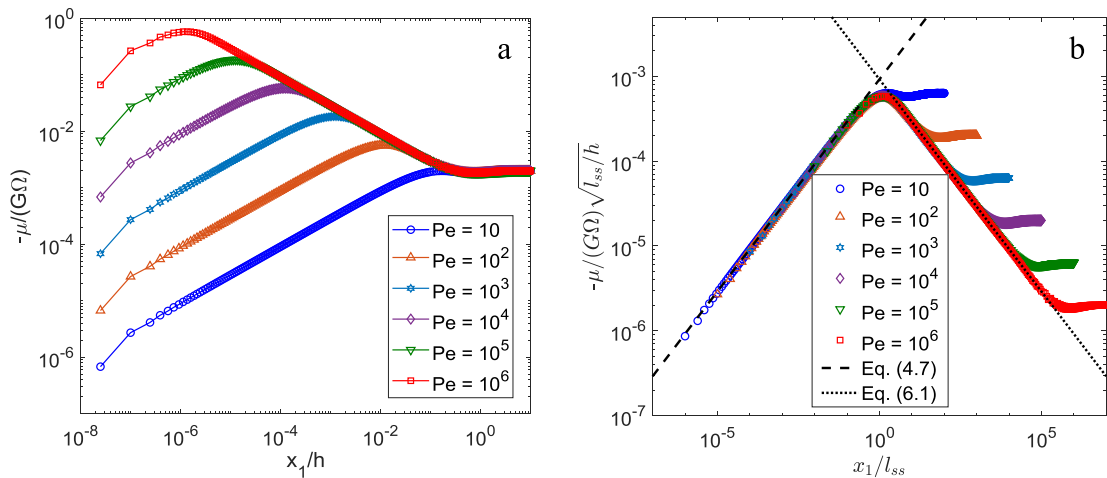 a
10^0
10^-2
10^-4
10^-6
-μ/(GΩ)
Pe = 10
Pe = 10^2
Pe = 10^3
Pe = 10^4
Pe = 10^5
Pe = 10^6
10^-8
10^-6
10^-4
10^-2
10^0
x_1/h
b
10^-3
10^-4
10^-5
10^-6
10^-7
-μ/(GΩ)√(l_ss/h)
Pe = 10
Pe = 10^2
Pe = 10^3
Pe = 10^4
Pe = 10^5
Pe = 10^6
Eq. (4.7)
Eq. (6.1)
10^-5
10^0
10^5
x_1/l_ss